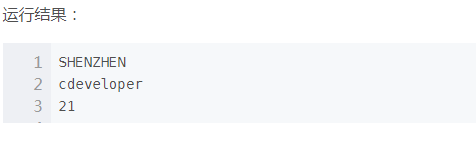 运行结果：
1 SHENZHEN
2 cdeveloper
3 21